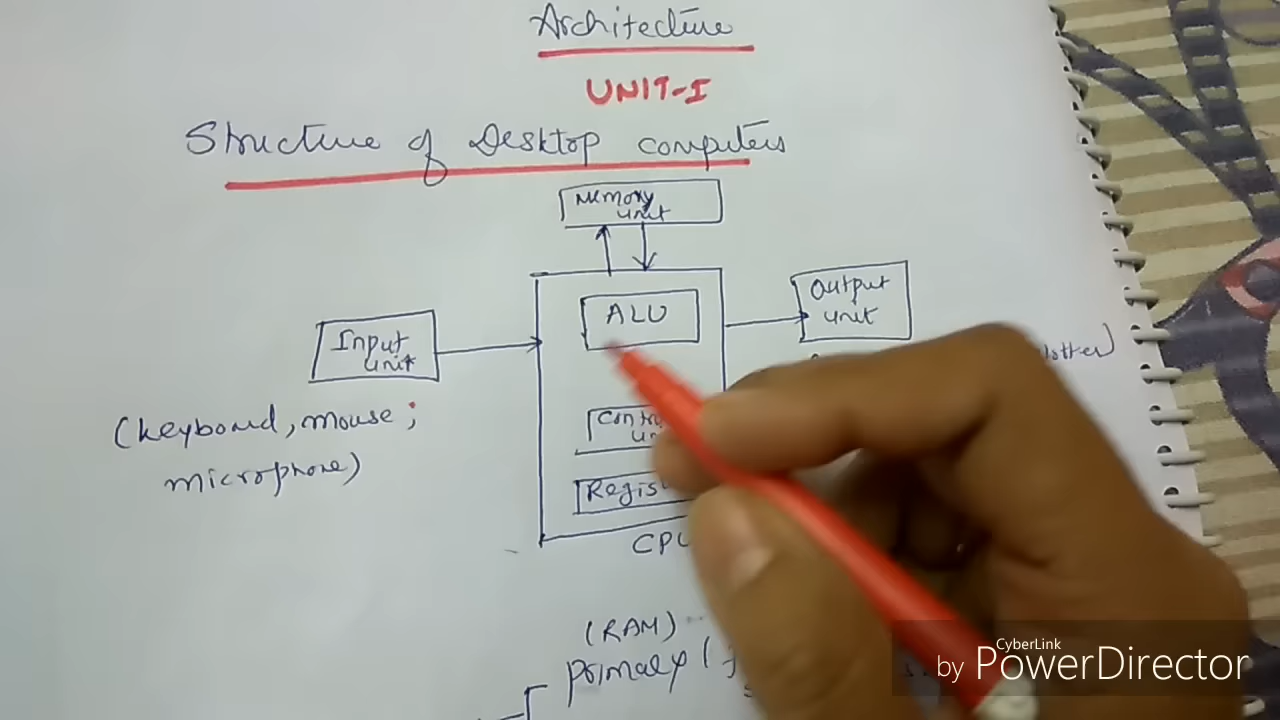 Architecture
UNIT-I
Structure of Desktop computers
Memory
unit
ALU
Output
unit
Input
unit
(keyboard, mouse;
microphone)
CPU
(RAM)
primary (
CyberLink
by PowerDirector